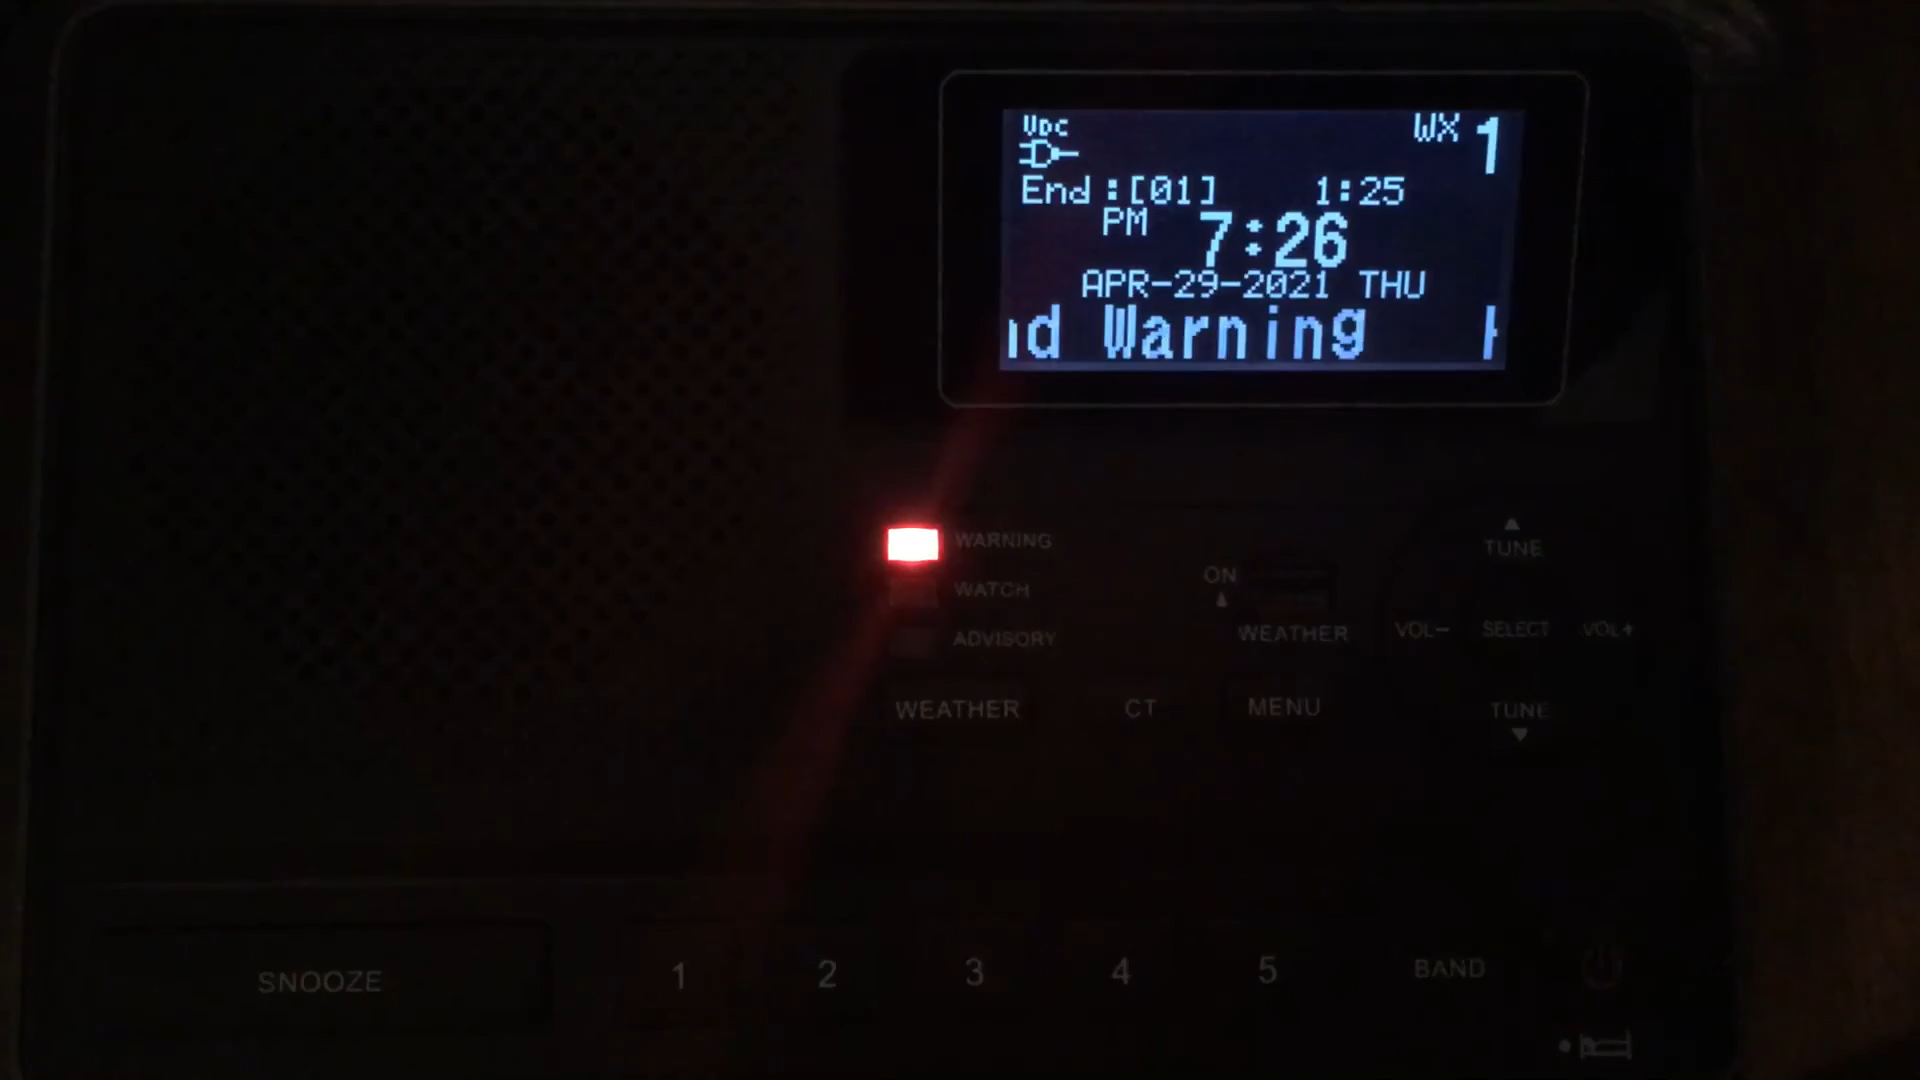 VDC WX 1
End :[01] 1:25
PM 7:26
APR-29-2021 THU
d Warning
WARNING
WATCH
ADVISORY
ON
WEATHER
TUNE
VOL- SELECT VOL+
TUNE
WEATHER CT MENU
SNOOZE 1 2 3 4 5 BAND